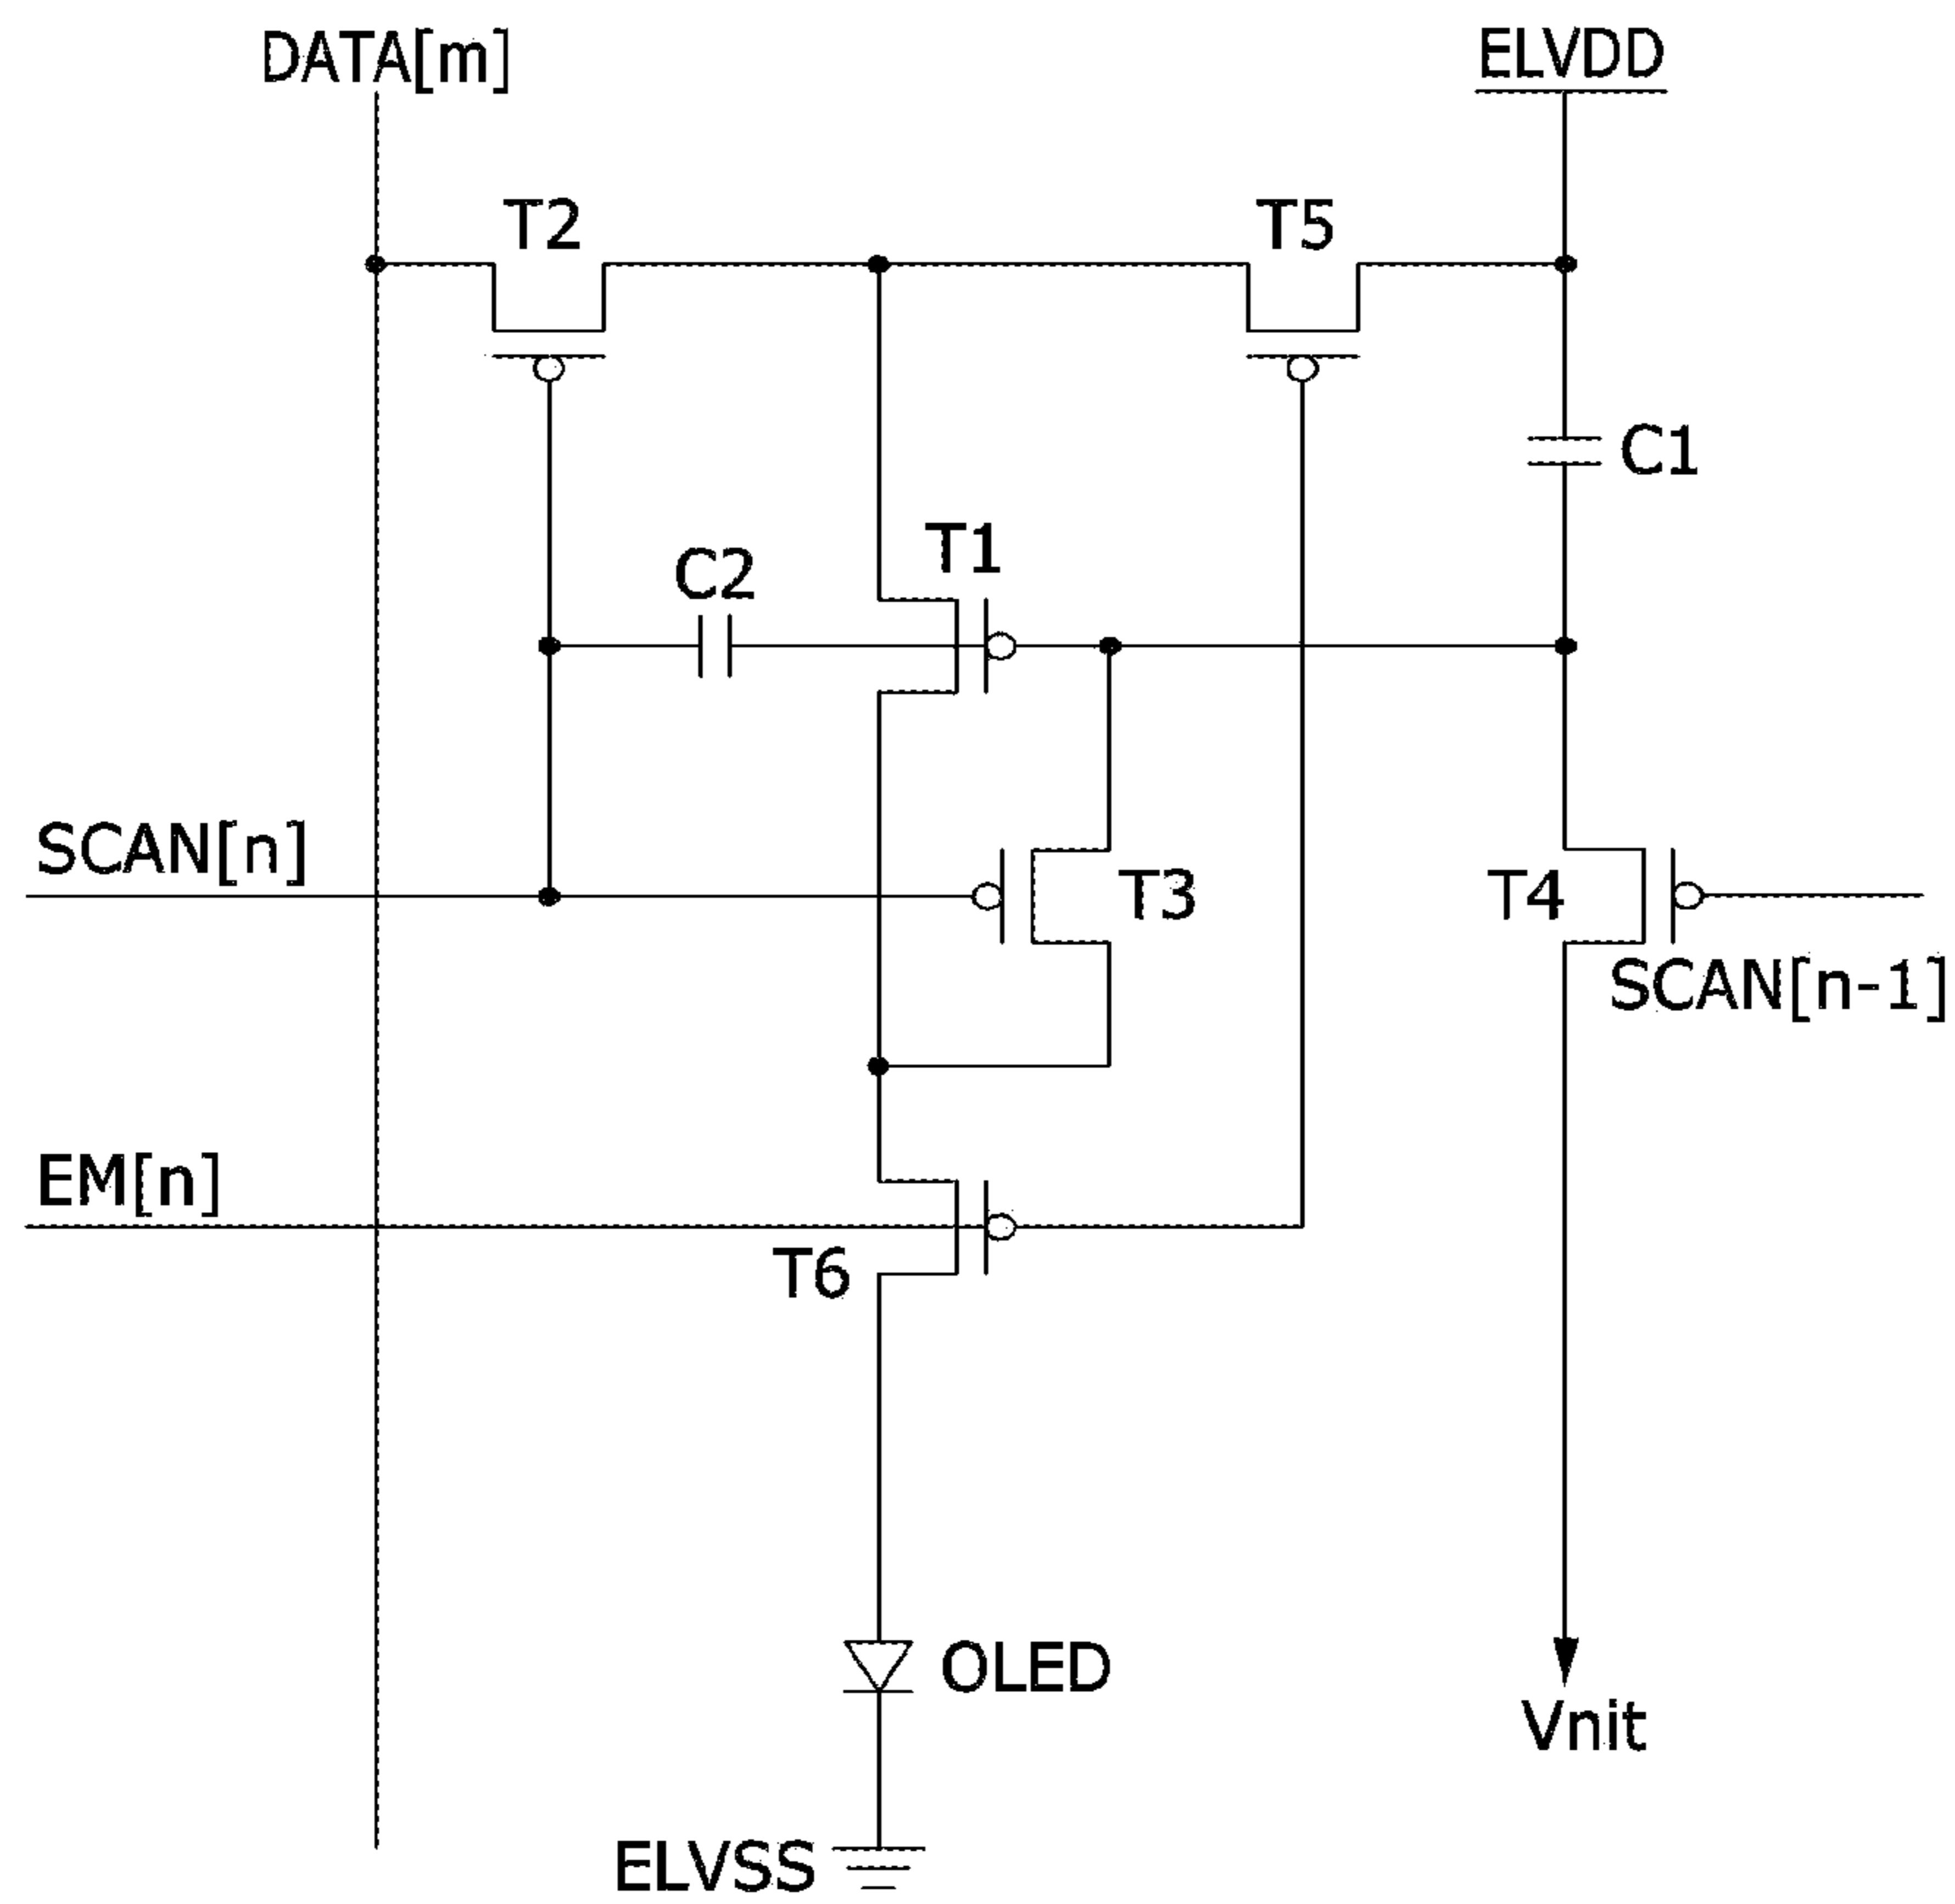 DATA[m]
ELVDD
T2
T5
C1
T1
C2
SCAN[n]
T3
T4
SCAN[n-1]
EM[n]
T6
OLED
Vnit
ELVSS